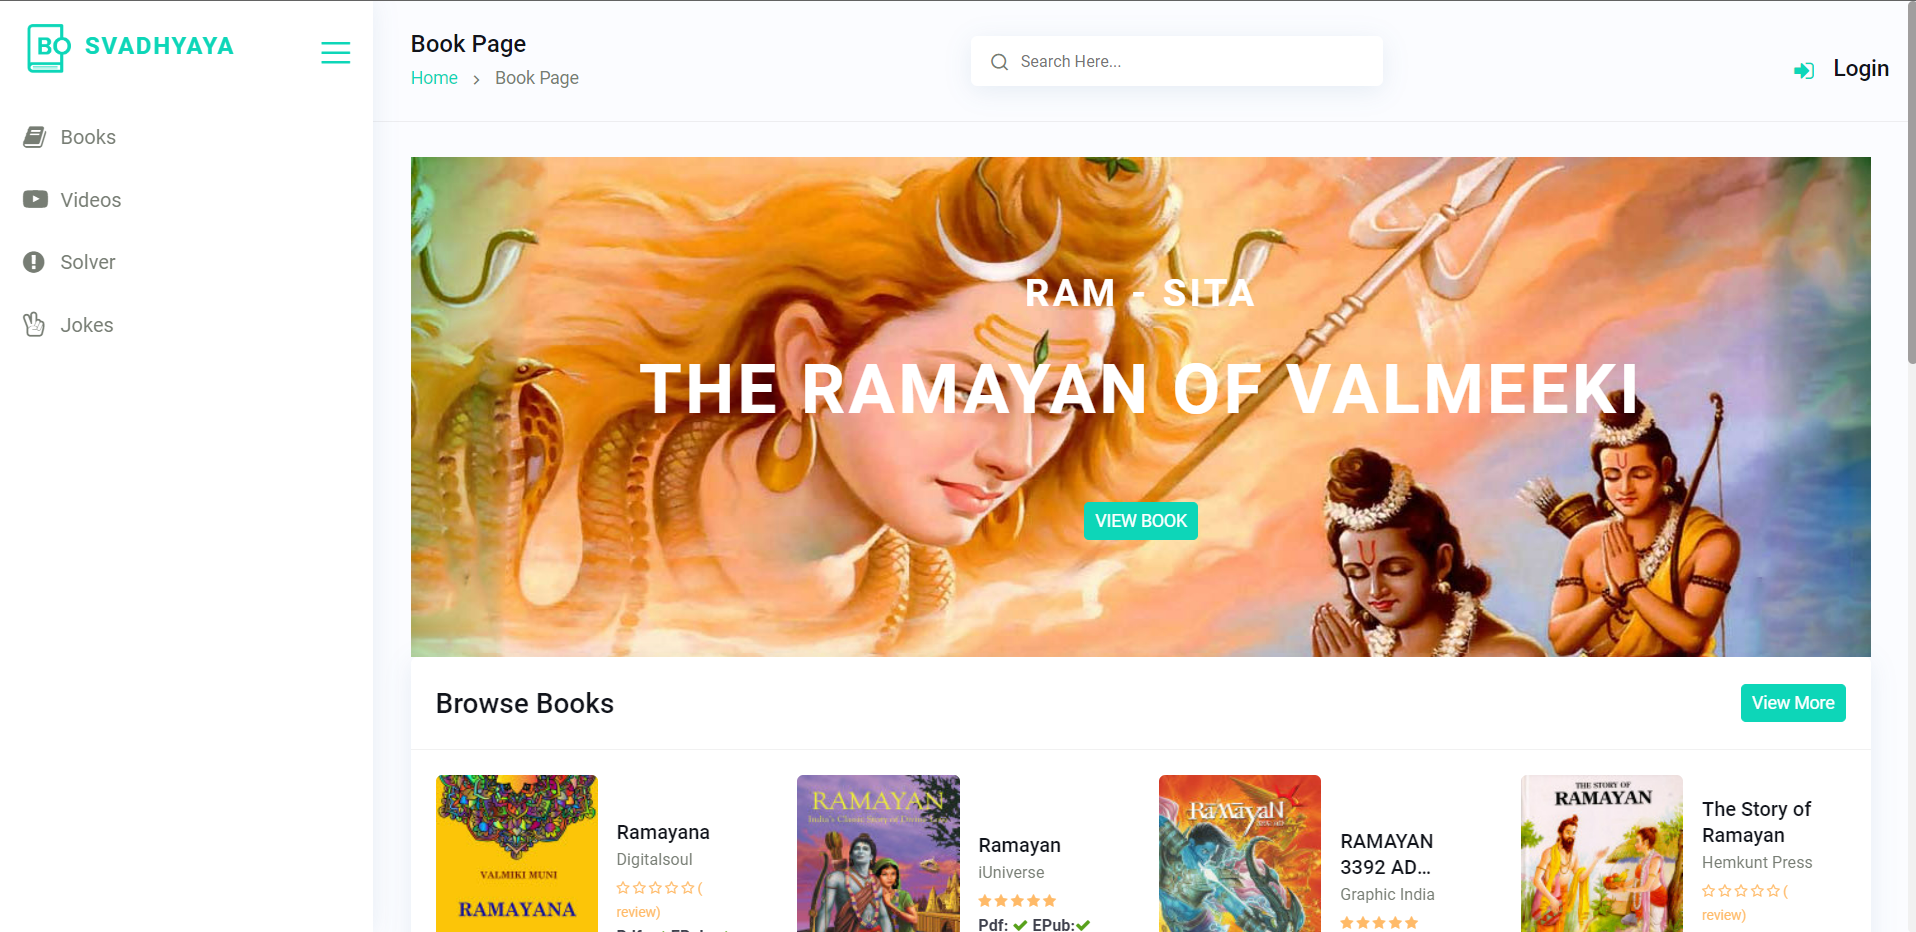 BO SVADHYAYA
Books
Videos
Solver
Jokes
Book Page
Home > Book Page
Search Here...
Login
RAM - SITA
THE RAMAYAN OF VALMEEKI
VIEW BOOK
Browse Books
View More
VALMIKI MUNI
RAMAYANA
Ramayana
Digitalsoul
(
review)
RAMAYAN
India's Classic Story of Divine Love
Ramayan
iUniverse
Pdf: ✔ EPub:✔
RāMāyaN
RAMAYAN
3392 AD...
Graphic India
THE STORY OF
RAMAYAN
The Story of
Ramayan
Hemkunt Press
(
review)